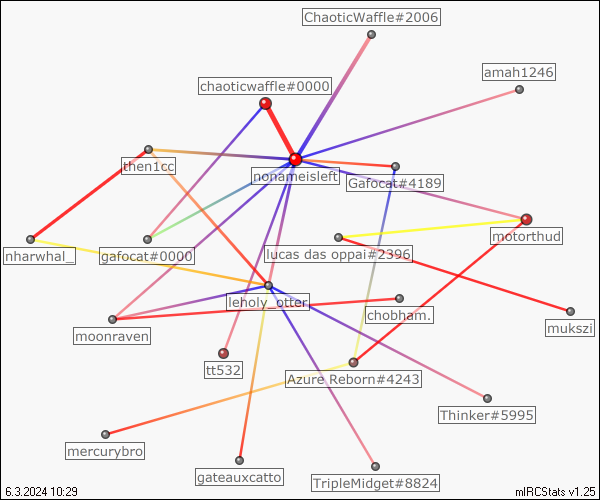 ChaoticWaffle#2006
amah1246
chaoticwaffle#0000
then1cc
nonameisleft
Gafocat#4189
motorthud
nharwhal_
gafocat#0000
lucas das oppai#2396
leholy_otter
chobham.
mukszi
moonraven
tt532
Azure Reborn#4243
Thinker#5995
mercurybro
gateauxcatto
TripleMidget#8824
6.3.2024 10:29
mIRCStats v1.25